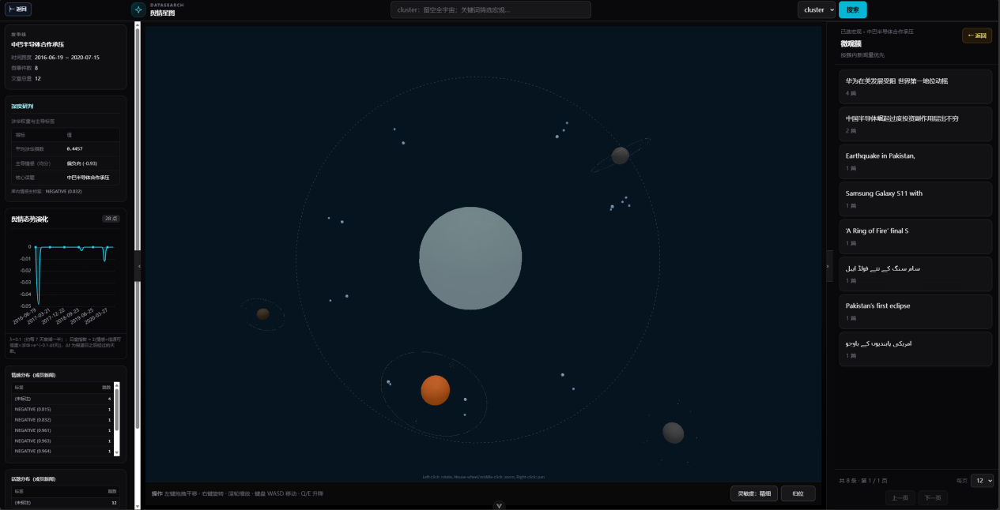 返回
DATASEARCH
舆情星图
cluster：留空全宇宙；关键词筛选宏观...
cluster
搜索
故事线
中巴半导体合作承压
时间跨度 2016-06-19 ~ 2020-07-15
微事件数 8
文章总量 12
深度研判
涉华权重与主导标签
指标 值
平均涉华指数 0.4457
主导情感（均分） 偏负向 (-0.93)
核心议题 中巴半导体合作承压
库内情感主标签：NEGATIVE (0.832)
舆情态势演化
28 点
0
-0.01
-0.02
-0.03
-0.04
-0.05
2016-06-19
2017-03-21
2017-12-22
2018-09-23
2019-06-25
2020-03-27
情感分布（成员新闻）
标签 篇数
(未标注) 4
NEGATIVE (0.815) 1
NEGATIVE (0.832) 1
NEGATIVE (0.961) 1
NEGATIVE (0.963) 1
NEGATIVE (0.964) 1
话题分布（成员新闻）
标签 篇数
(未标注) 12
Left-click: rotate, Mouse-wheel/middle-click: zoom, Right-click: pan
操作 左键拖拽平移 · 右键旋转 · 滚轮缩放 · 键盘 WASD 移动 · Q/E 升降
灵敏度：精细
归位
已选宏观 · 中巴半导体合作承压
微观簇
按簇内新闻量优先
← 返回
华为在美发展受阻 世界第一地位动摇
4 篇
中国半导体崛起过度投资副作用层出不穷
2 篇
Earthquake in Pakistan,
1 篇
Samsung Galaxy S11 with
1 篇
'A Ring of Fire' final S
1 篇
سام سنگ کے نئے فولڈ ایبل
1 篇
Pakistan's first eclipse
1 篇
امریکی پابندیوں کے باوجو
1 篇
共 8 条 · 第 1 / 1 页
每页 12
上一页
下一页